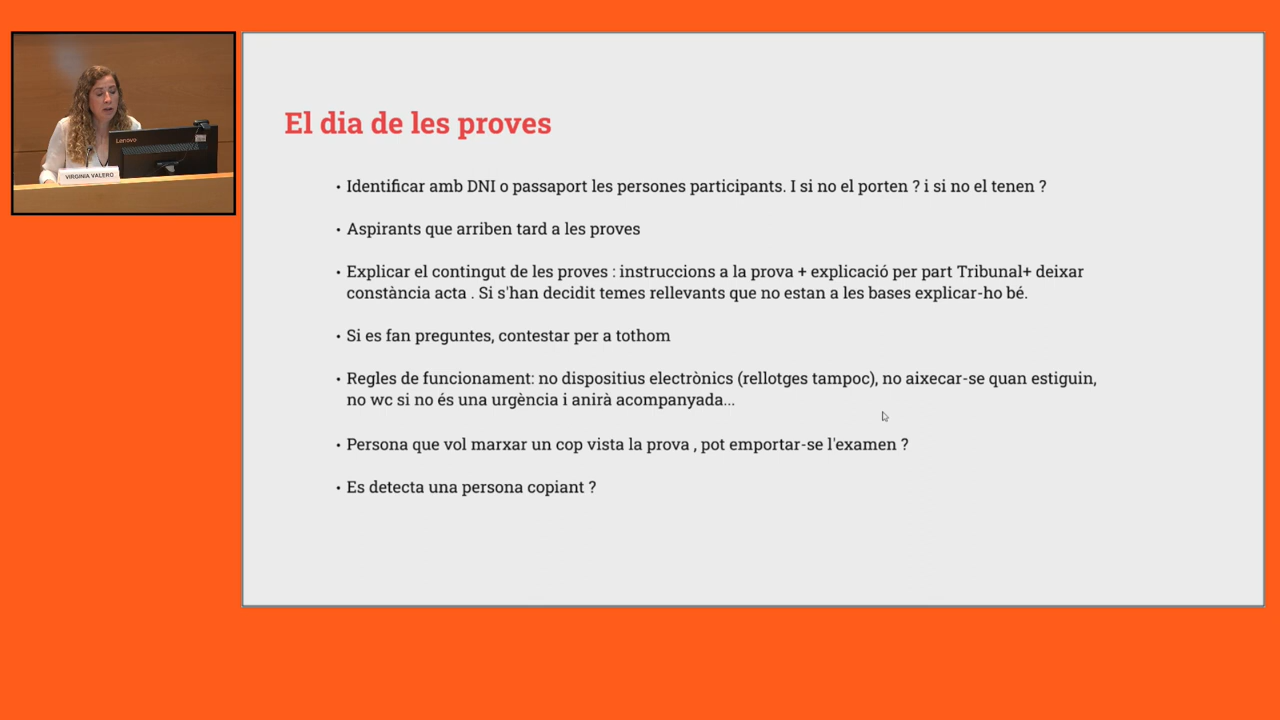 Lenovo
VIRGINIA VALERO
El dia de les proves
• Identificar amb DNI o passaport les persones participants. I si no el porten ? i si no el tenen ?
• Aspirants que arriben tard a les proves
• Explicar el contingut de les proves : instruccions a la prova + explicació per part Tribunal+ deixar
constància acta . Si s'han decidit temes rellevants que no estan a les bases explicar-ho bé.
• Si es fan preguntes, contestar per a tothom
• Regles de funcionament: no dispositius electrònics (rellotges tampoc), no aixecar-se quan estiguin,
no wc si no és una urgència i anirà acompanyada...
• Persona que vol marxar un cop vista la prova , pot emportar-se l'examen ?
• Es detecta una persona copiant ?